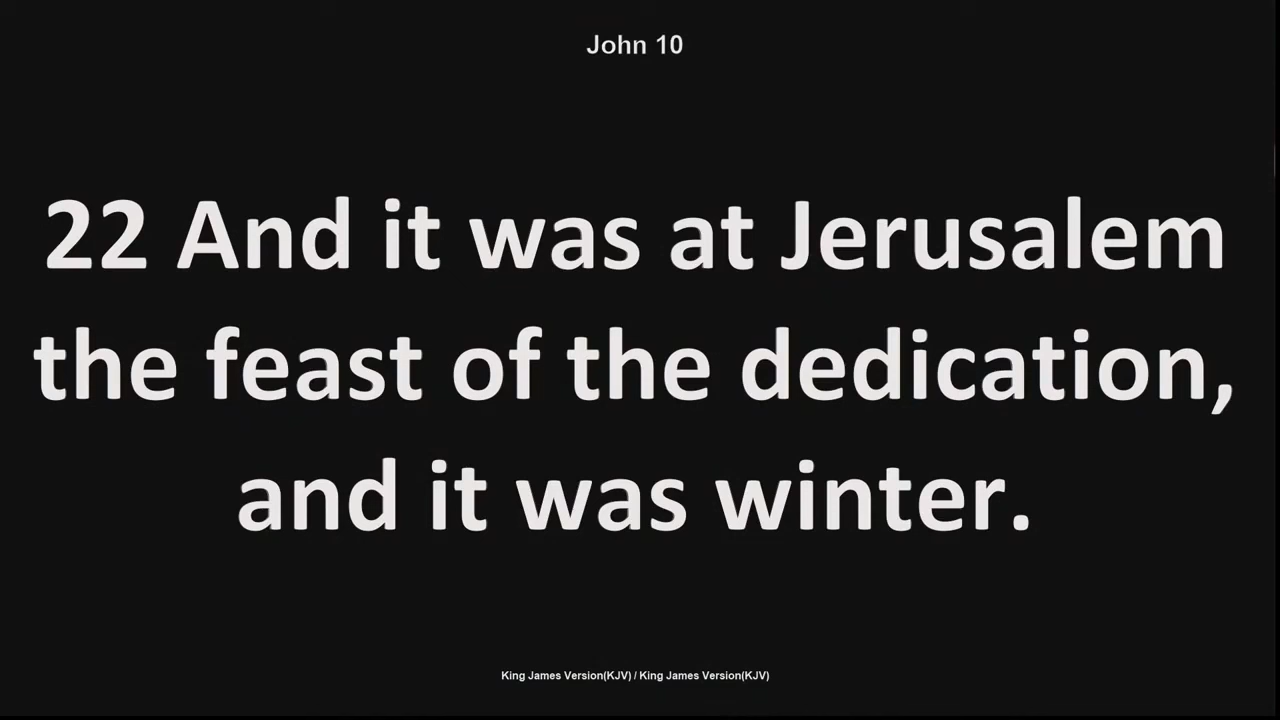 John 10
22 And it was at Jerusalem
the feast of the dedication,
and it was winter.
King James Version(KJV) / King James Version(KJV)